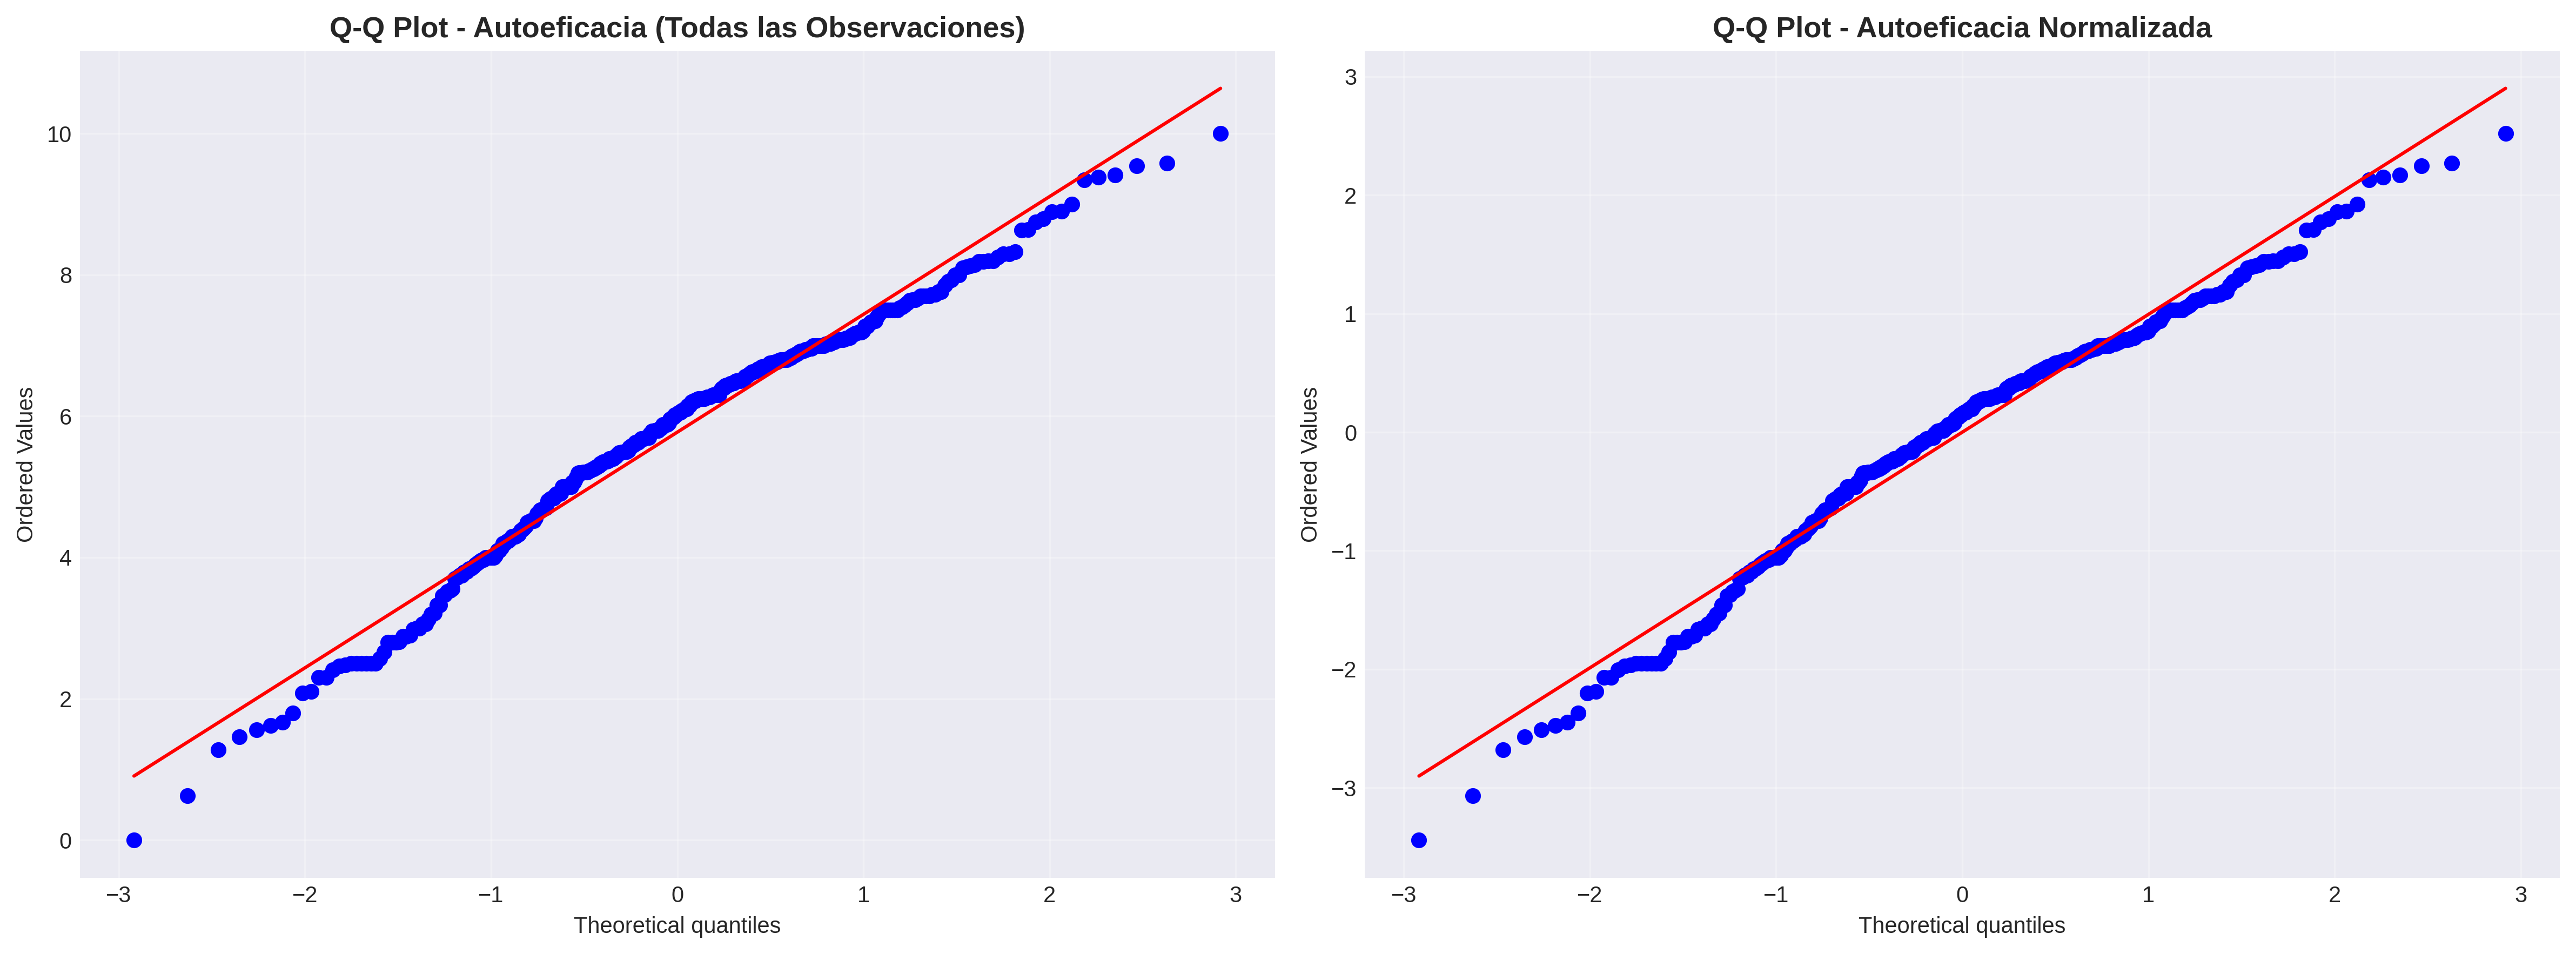 Q-Q Plot - Autoeficacia (Todas las Observaciones)
Ordered Values
10
8
6
4
2
0
−3 −2 −1 0 1 2 3
Theoretical quantiles
Q-Q Plot - Autoeficacia Normalizada
Ordered Values
3
2
1
0
−1
−2
−3
−3 −2 −1 0 1 2 3
Theoretical quantiles